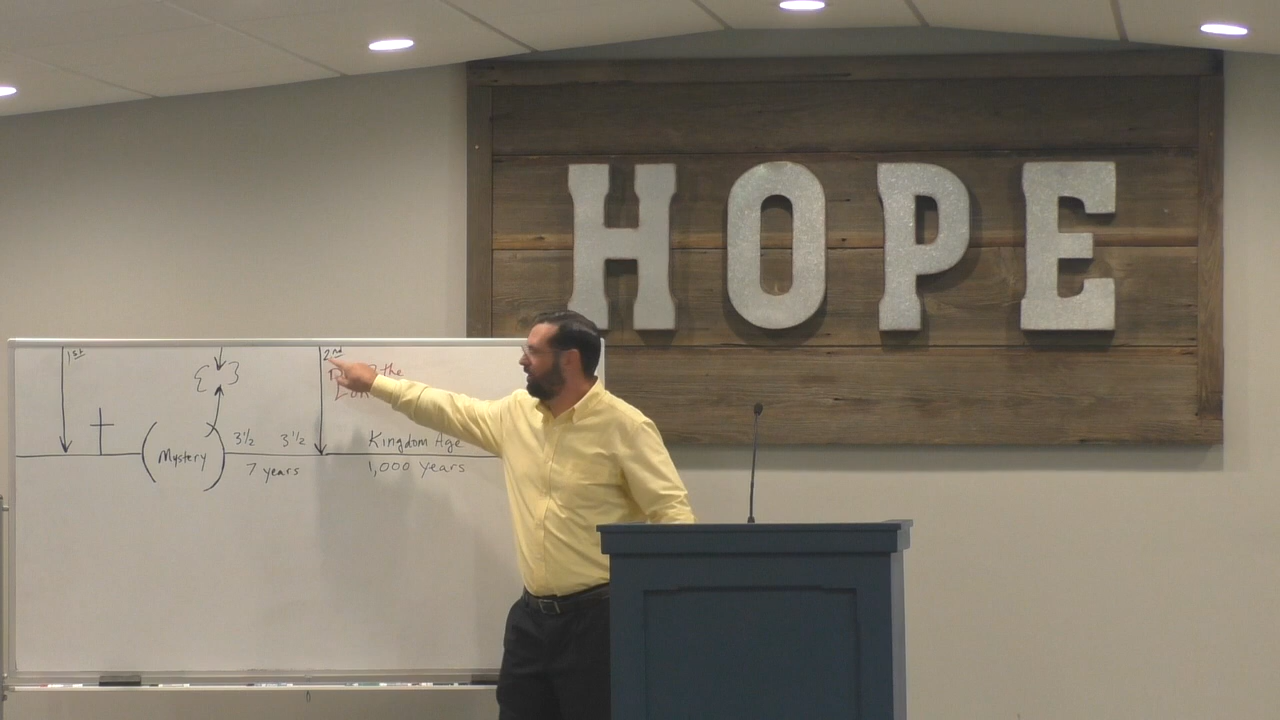 HOPE
1st
2nd
the
Mystery
3½ 3½
7 years
Kingdom Age
1,000 years